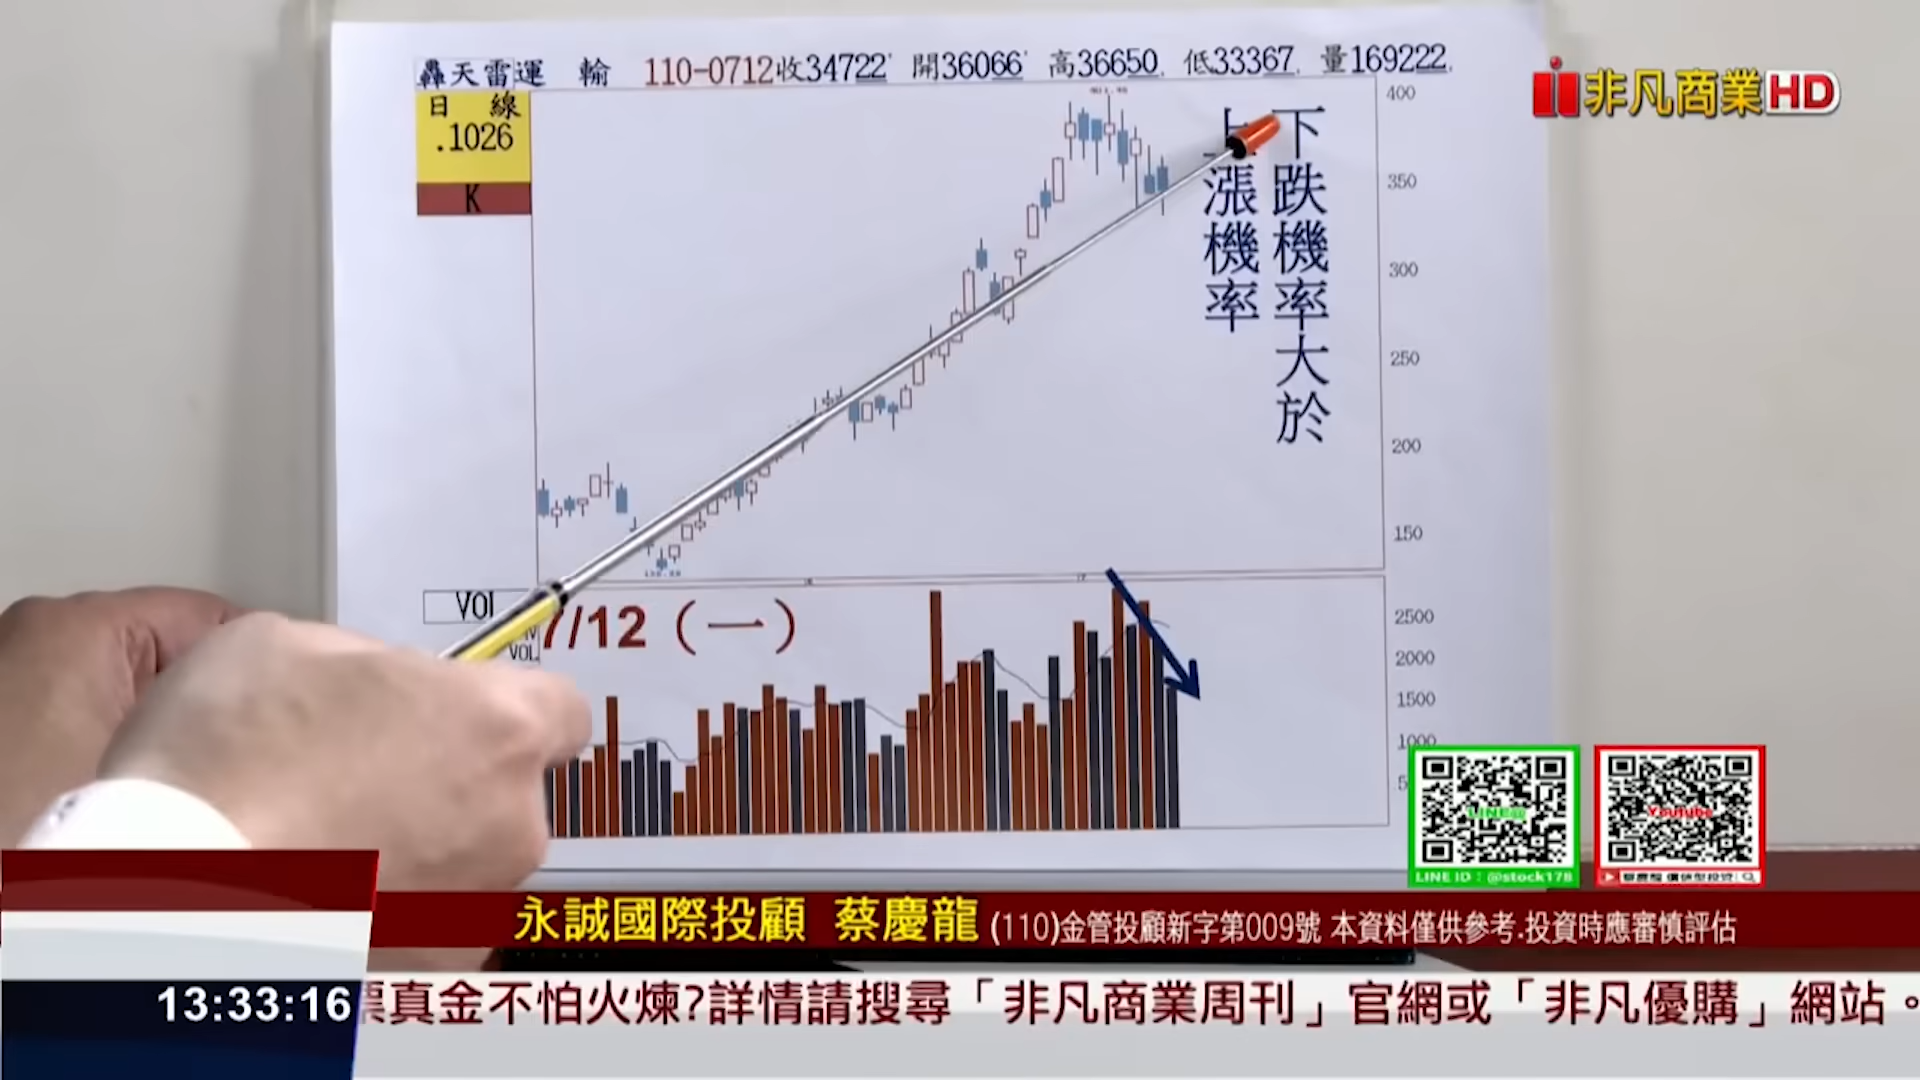 轟天雷運 輸 110-0712收34722' 開36066' 高36650. 低33367. 量169222.
日 線
.1026
K
非凡商業HD
400
350
300
250
200
150
下跌機率大於
上漲機率
VOL
7/12（一）
VOL
2500
2000
1500
1000
LINE@
Youtube
LINE ID：@stock178
永誠國際投顧 蔡慶龍 (110)金管投顧新字第009號 本資料僅供參考.投資時應審慎評估
13:33:16
票真金不怕火煉?詳情請搜尋「非凡商業周刊」官網或「非凡優購」網站。